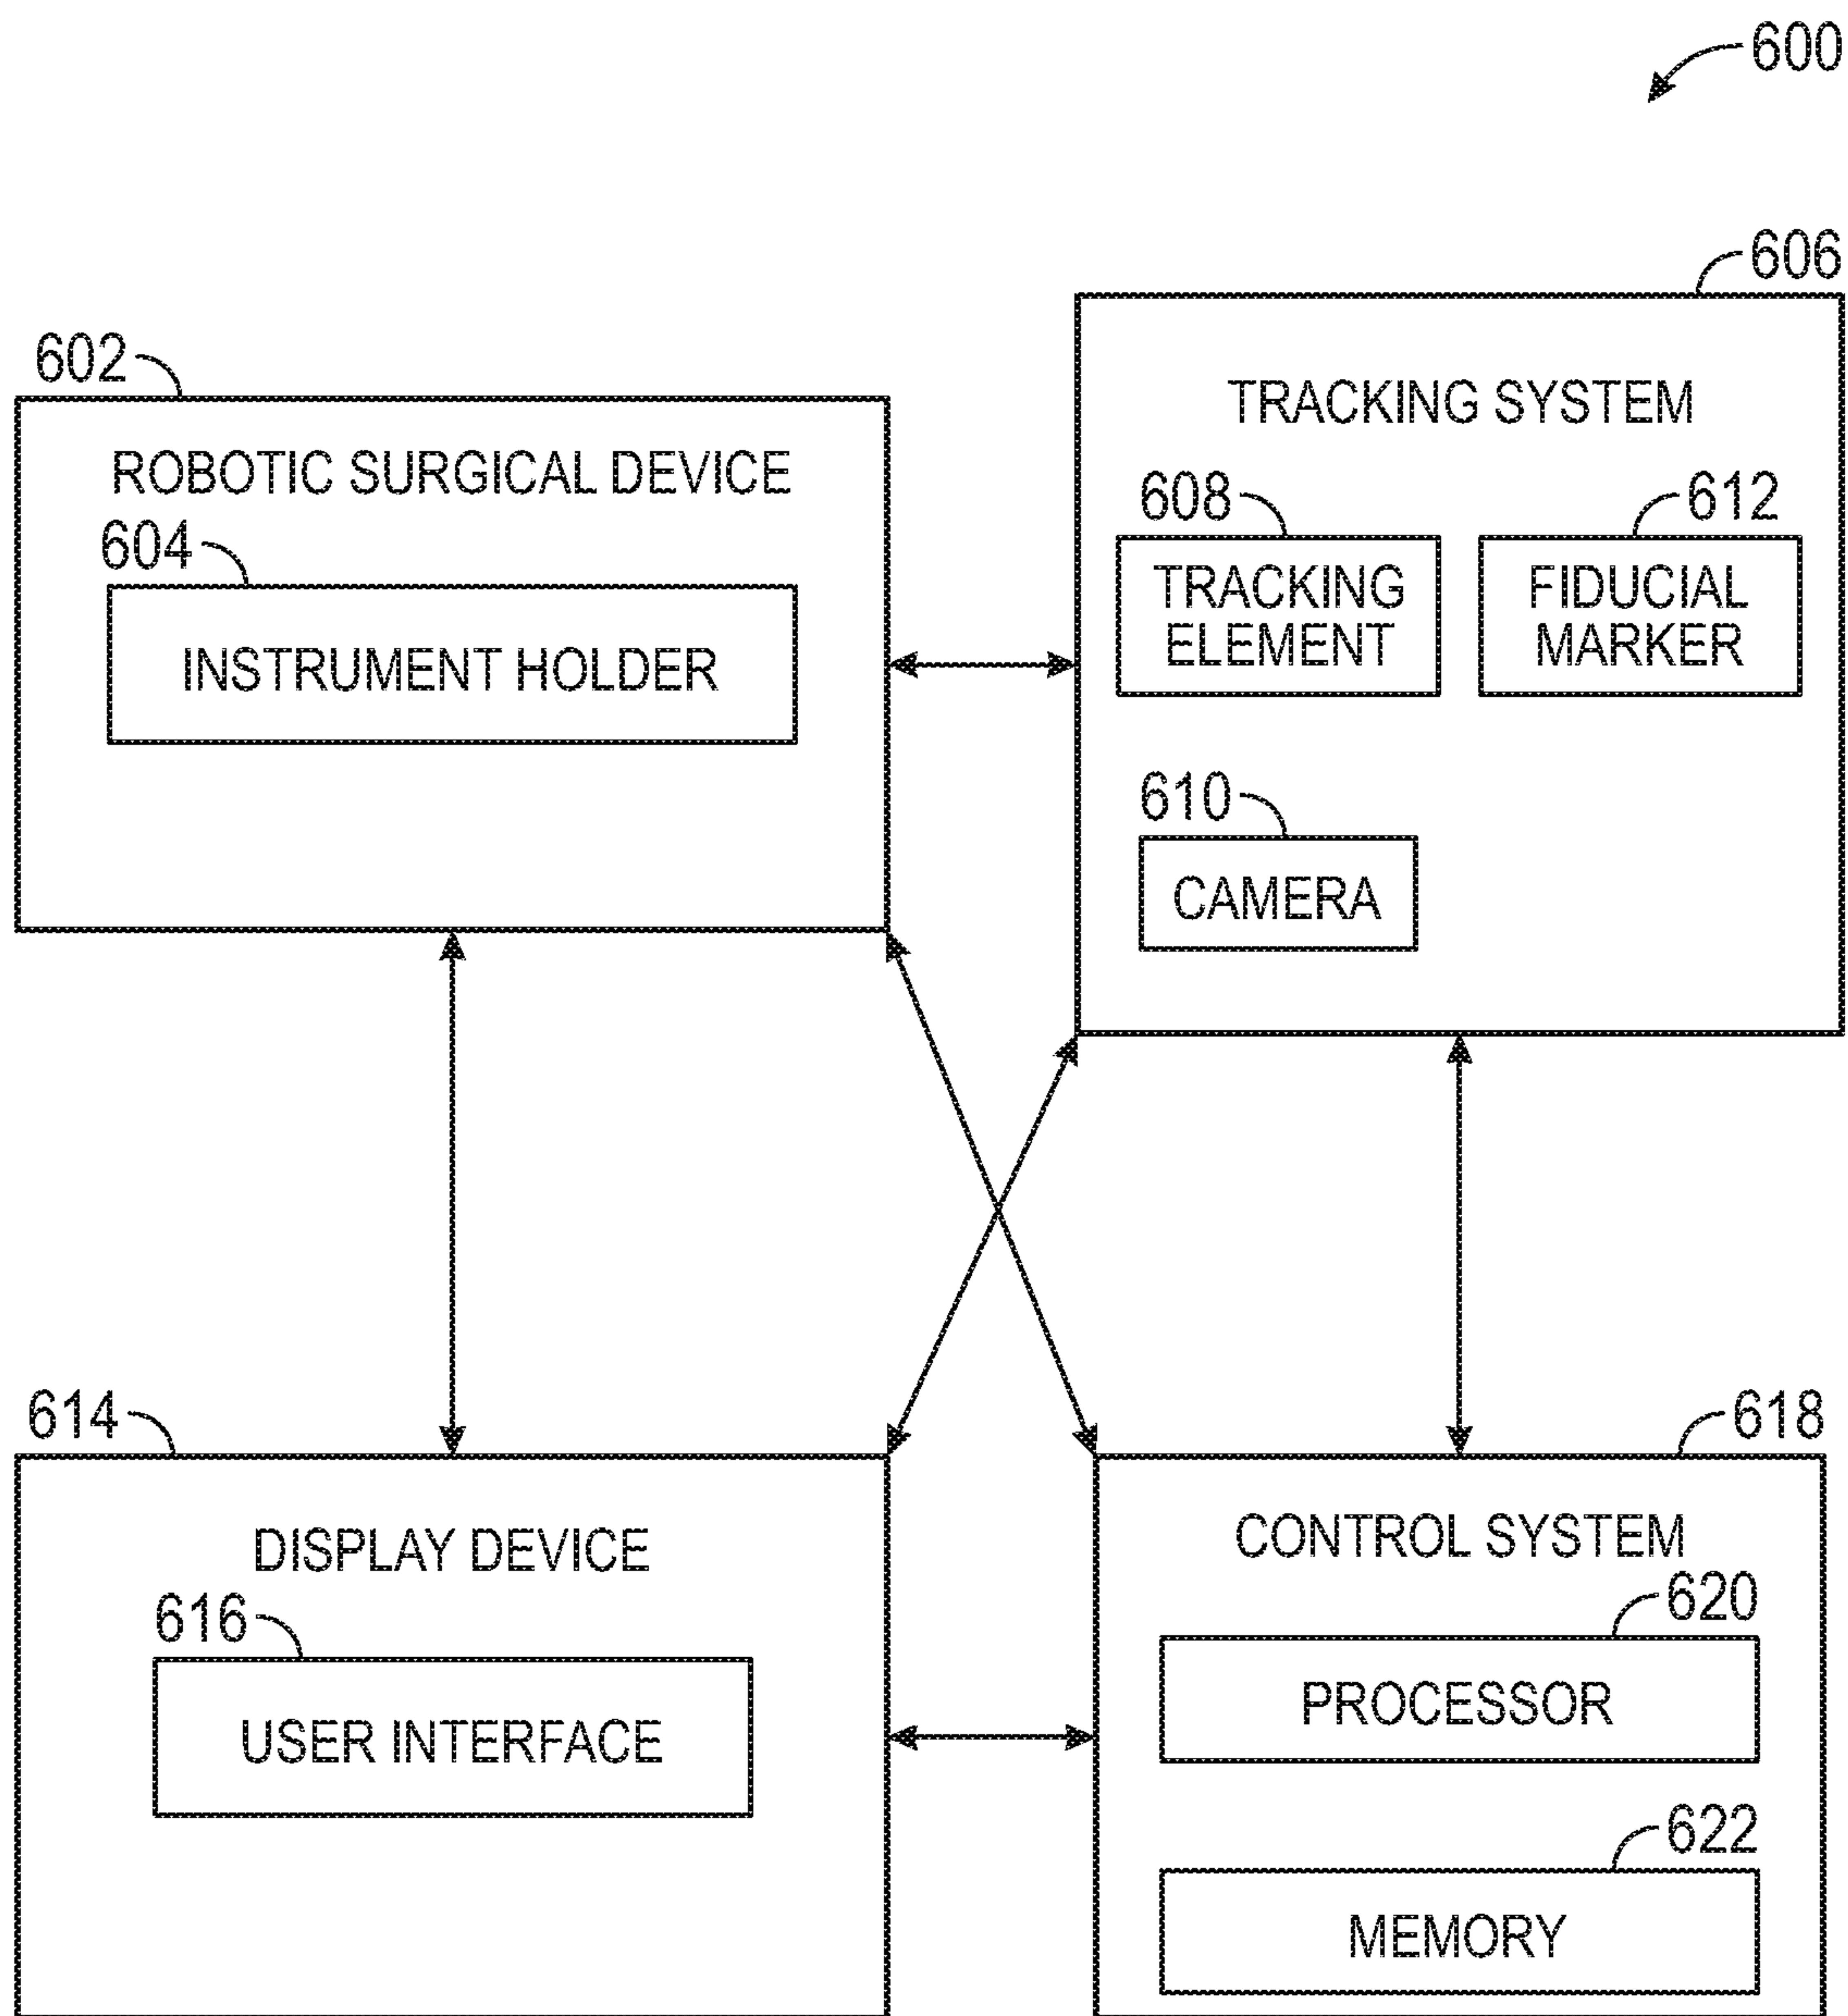 600
602
ROBOTIC SURGICAL DEVICE
604
INSTRUMENT HOLDER
606
TRACKING SYSTEM
608
TRACKING
ELEMENT
612
FIDUCIAL
MARKER
610
CAMERA
614
DISPLAY DEVICE
616
USER INTERFACE
618
CONTROL SYSTEM
620
PROCESSOR
622
MEMORY